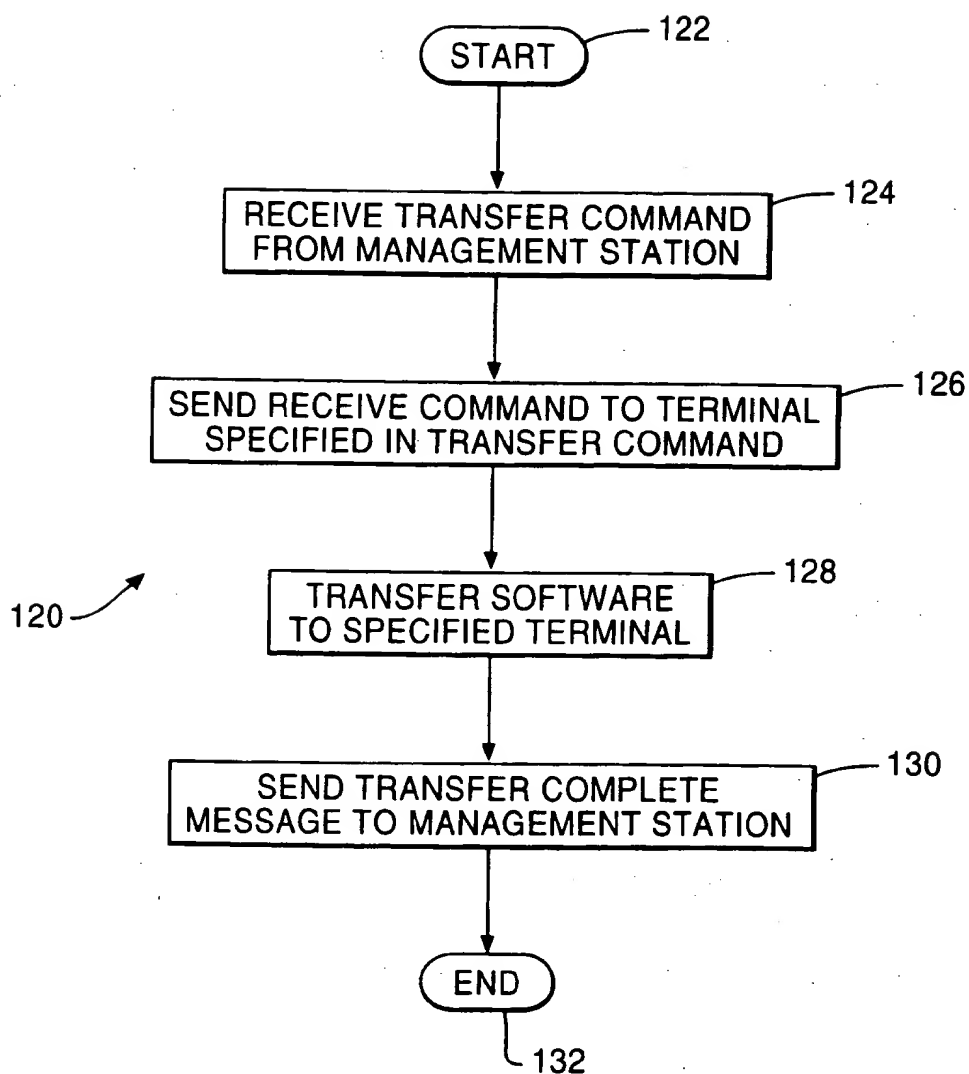 START
122
RECEIVE TRANSFER COMMAND
FROM MANAGEMENT STATION
124
SEND RECEIVE COMMAND TO TERMINAL
SPECIFIED IN TRANSFER COMMAND
126
TRANSFER SOFTWARE
TO SPECIFIED TERMINAL
128
120
SEND TRANSFER COMPLETE
MESSAGE TO MANAGEMENT STATION
130
END
132